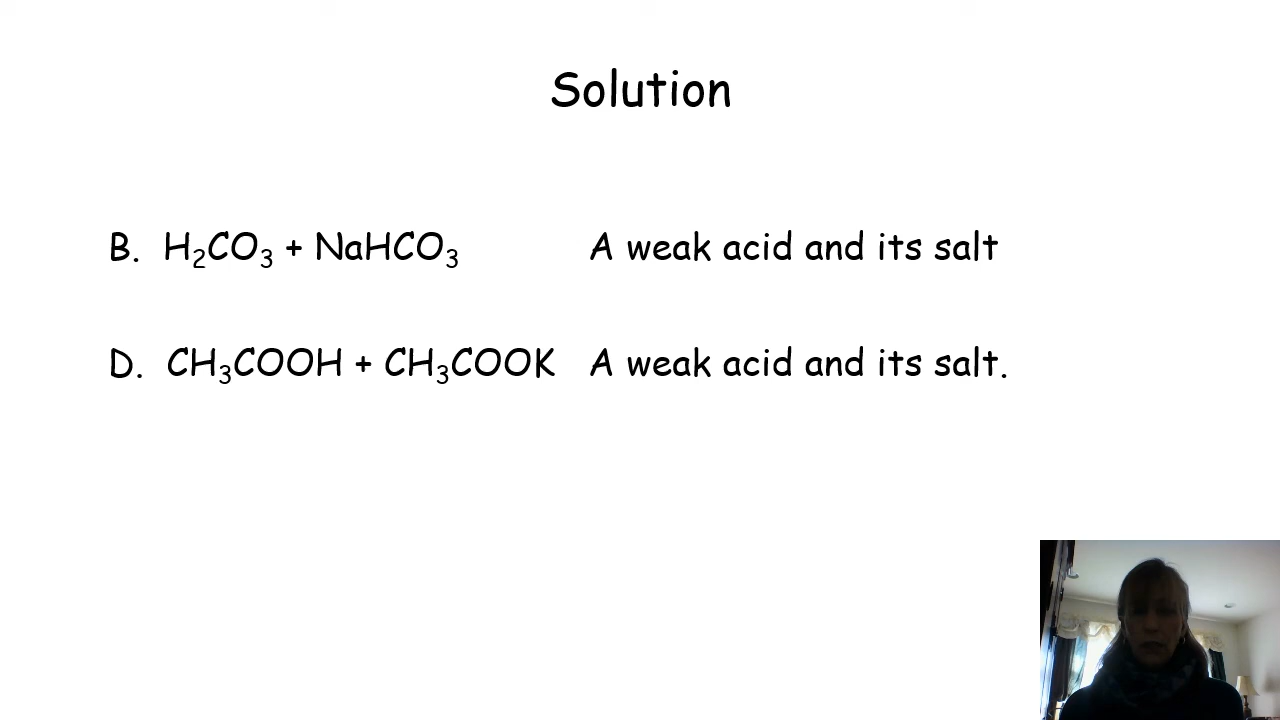 Solution
B. H₂CO₃ + NaHCO₃ A weak acid and its salt
D. CH₃COOH + CH₃COOK A weak acid and its salt.